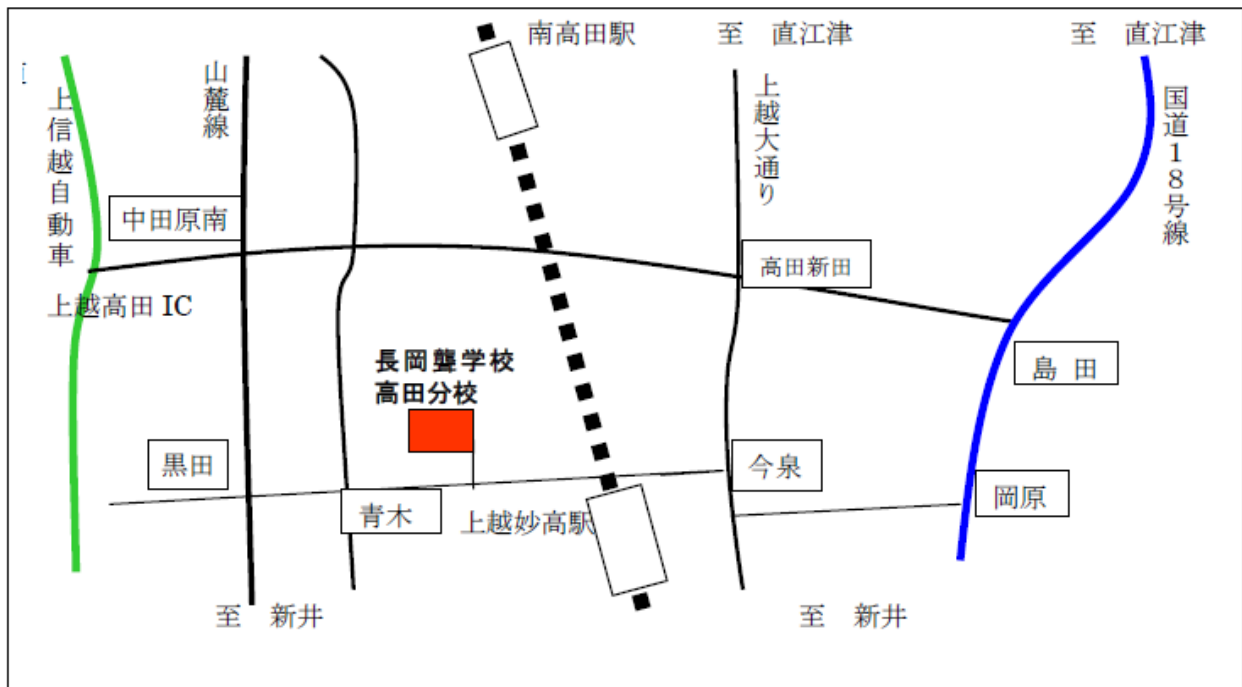 南高田駅
至　直江津
至　直江津
上信越自動車
山麓線
上越大通り
国道１８号線
中田原南
高田新田
上越高田 IC
長岡聾学校
高田分校
島 田
黒田
今泉
岡原
青木
上越妙高駅
至　新井
至　新井